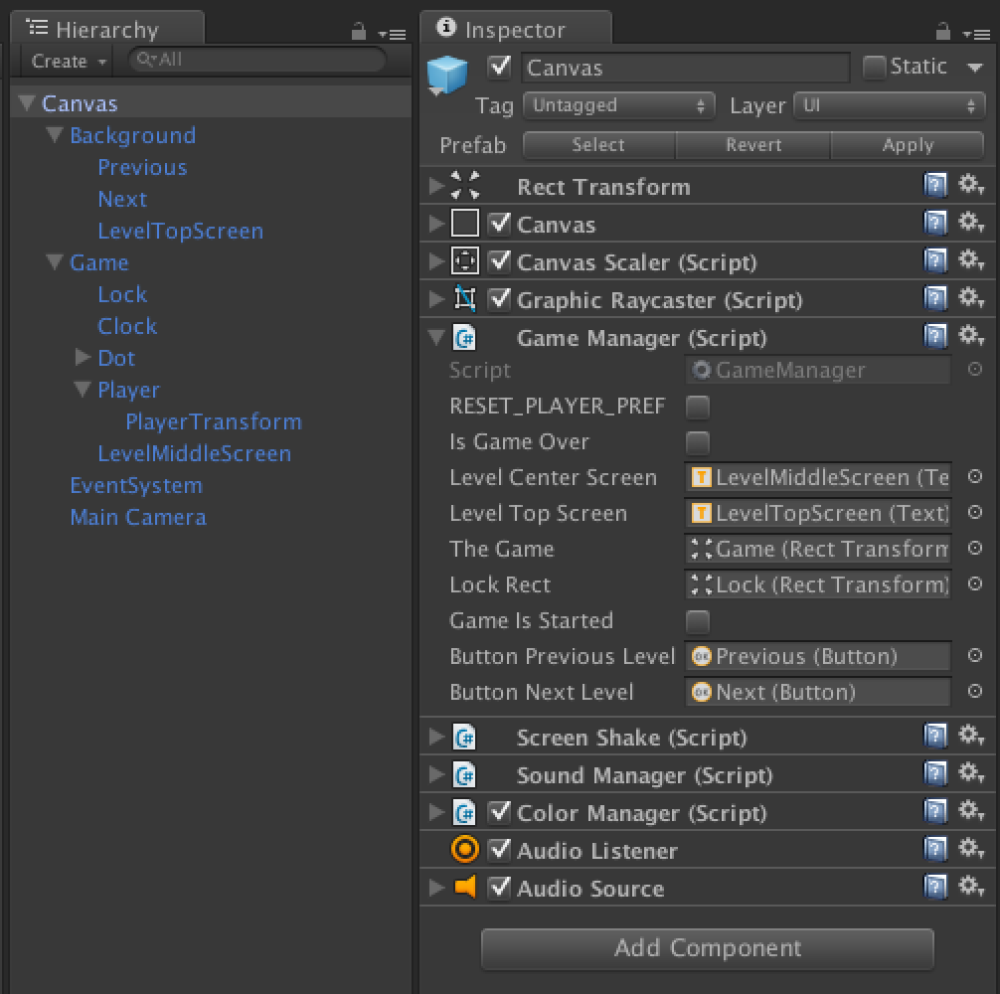 Hierarchy
Create
All
Canvas
Background
Previous
Next
LevelTopScreen
Game
Lock
Clock
Dot
Player
PlayerTransform
LevelMiddleScreen
EventSystem
Main Camera
Inspector
Canvas
Static
Tag Untagged Layer UI
Prefab Select Revert Apply
Rect Transform
Canvas
Canvas Scaler (Script)
Graphic Raycaster (Script)
Game Manager (Script)
Script GameManager
RESET_PLAYER_PREF
Is Game Over
Level Center Screen LevelMiddleScreen (Te
Level Top Screen LevelTopScreen (Text)
The Game Game (Rect Transform
Lock Rect Lock (Rect Transform)
Game Is Started
Button Previous Level Previous (Button)
Button Next Level Next (Button)
Screen Shake (Script)
Sound Manager (Script)
Color Manager (Script)
Audio Listener
Audio Source
Add Component